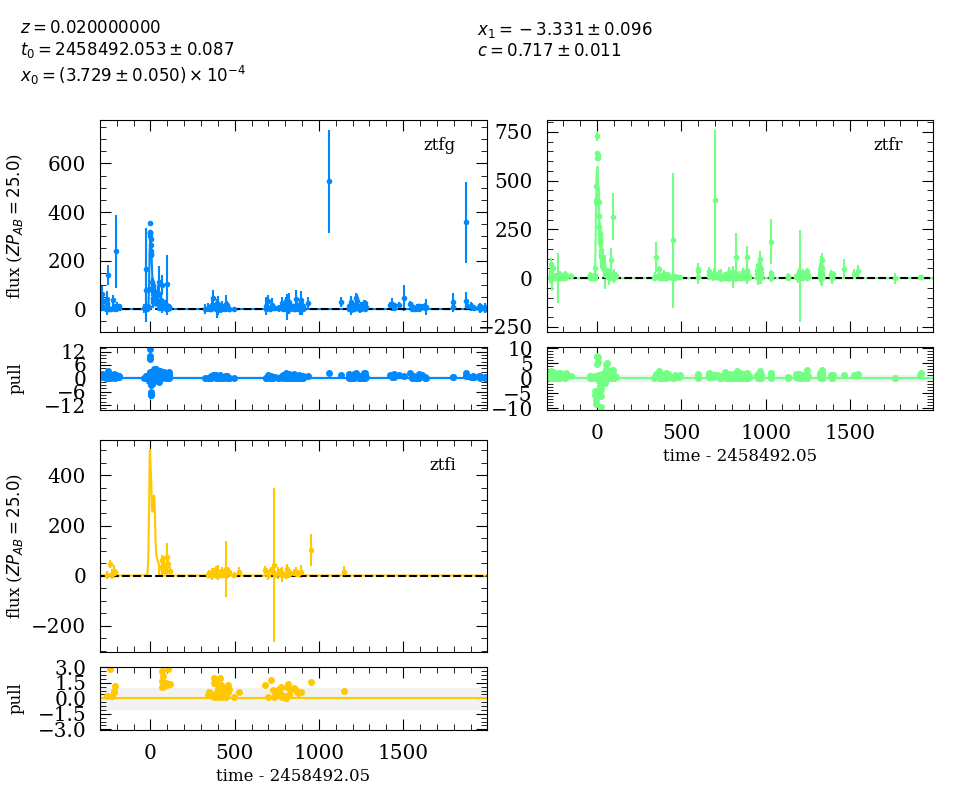 z = 0.020000000
t₀ = 2458492.053 ± 0.087
x₀ = (3.729 ± 0.050) × 10⁻⁴
x₁ = −3.331 ± 0.096
c = 0.717 ± 0.011
ztfg
flux (ZP_AB = 25.0)
600
400
200
0
ztfr
750
500
250
0
−250
pull
12
6
0
−6
−12
10
5
0
−5
−10
0 500 1000 1500
time - 2458492.05
ztfi
flux (ZP_AB = 25.0)
400
200
0
−200
pull
3.0
1.5
0.0
−1.5
−3.0
0 500 1000 1500
time - 2458492.05